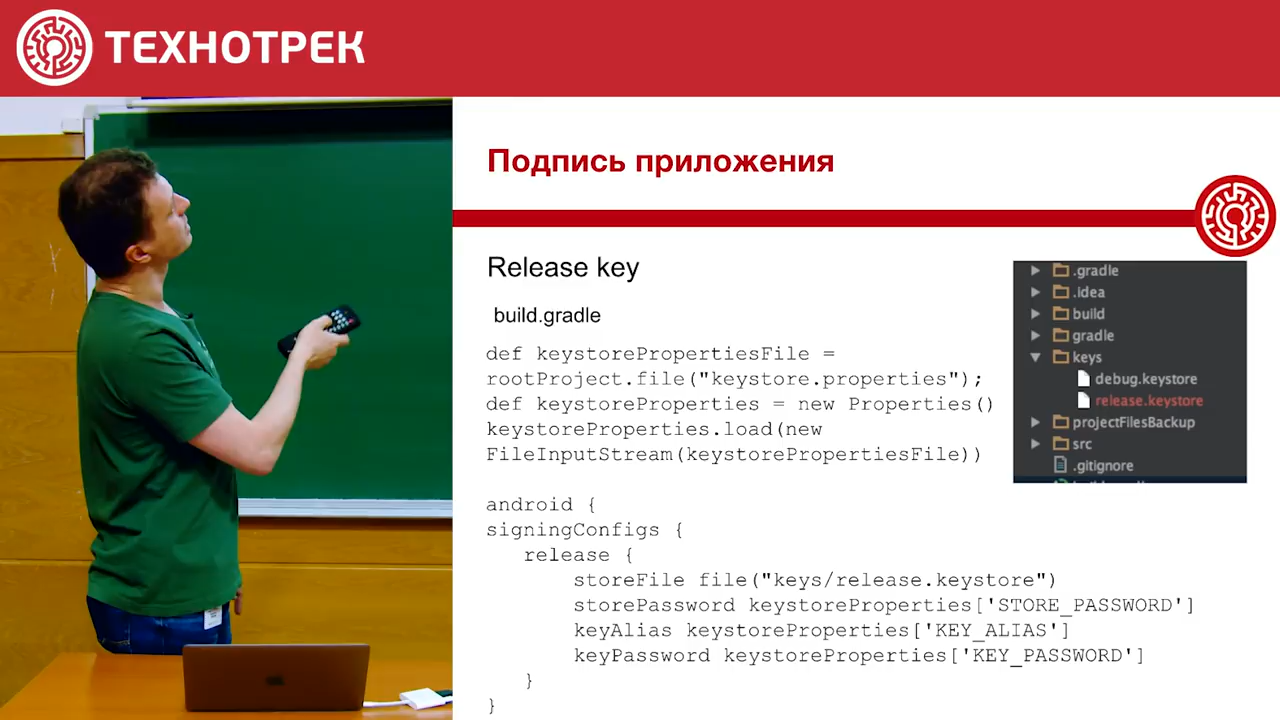 ТЕХНОТРЕК
Подпись приложения
Release key
build.gradle
def keystorePropertiesFile =
rootProject.file("keystore.properties");
def keystoreProperties = new Properties()
keystoreProperties.load(new
FileInputStream(keystorePropertiesFile))
android {
signingConfigs {
release {
storeFile file("keys/release.keystore")
storePassword keystoreProperties['STORE_PASSWORD']
keyAlias keystoreProperties['KEY_ALIAS']
keyPassword keystoreProperties['KEY_PASSWORD']
}
}
.gradle
.idea
build
gradle
keys
debug.keystore
release.keystore
projectFilesBackup
src
.gitignore